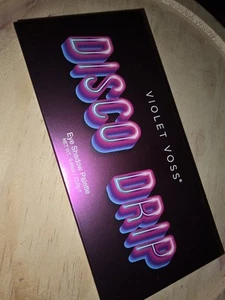 VIOLET VOSS®
DISCO DRIP
Eye Shadow Palette